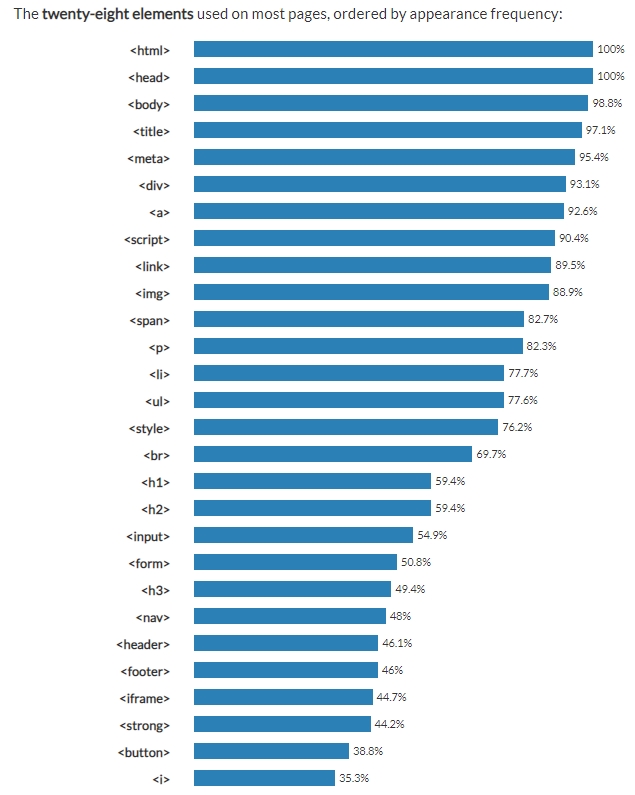 The twenty-eight elements used on most pages, ordered by appearance frequency:
<html> 100%
<head> 100%
<body> 98.8%
<title> 97.1%
<meta> 95.4%
<div> 93.1%
<a> 92.6%
<script> 90.4%
<link> 89.5%
<img> 88.9%
<span> 82.7%
<p> 82.3%
<li> 77.7%
<ul> 77.6%
<style> 76.2%
<br> 69.7%
<h1> 59.4%
<h2> 59.4%
<input> 54.9%
<form> 50.8%
<h3> 49.4%
<nav> 48%
<header> 46.1%
<footer> 46%
<iframe> 44.7%
<strong> 44.2%
<button> 38.8%
<i> 35.3%